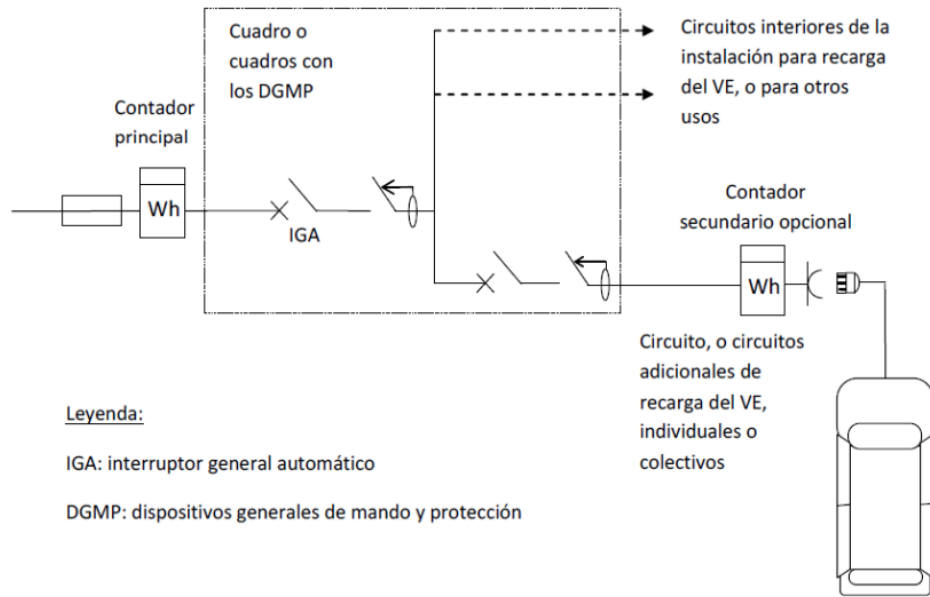 Cuadro o
cuadros con
los DGMP
Circuitos interiores de la
instalación para recarga
del VE, o para otros
usos
Contador
principal
Wh
IGA
Contador
secundario opcional
Wh
Circuito, o circuitos
adicionales de
recarga del VE,
individuales o
colectivos
Leyenda:
IGA: interruptor general automático
DGMP: dispositivos generales de mando y protección